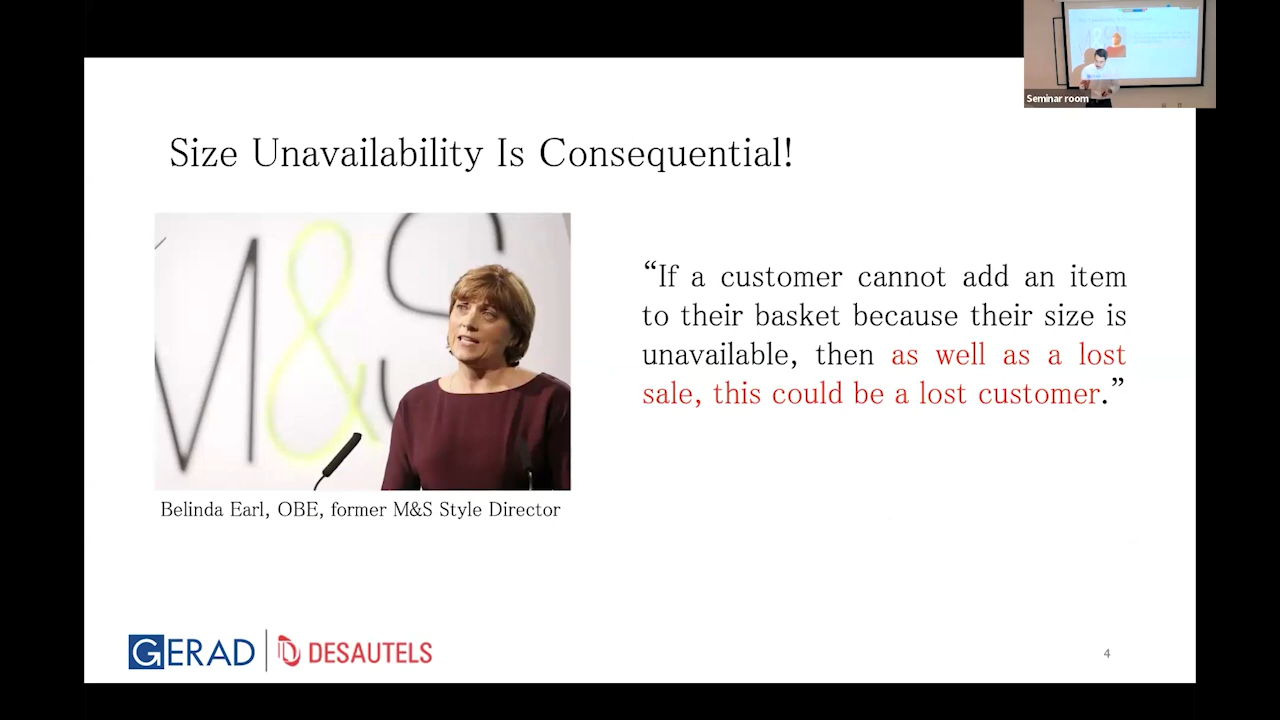 Seminar room
Size Unavailability Is Consequential!
M&S
“If a customer cannot add an item
to their basket because their size is
unavailable, then as well as a lost
sale, this could be a lost customer.”
Belinda Earl, OBE, former M&S Style Director
GERAD
DESAUTELS
4